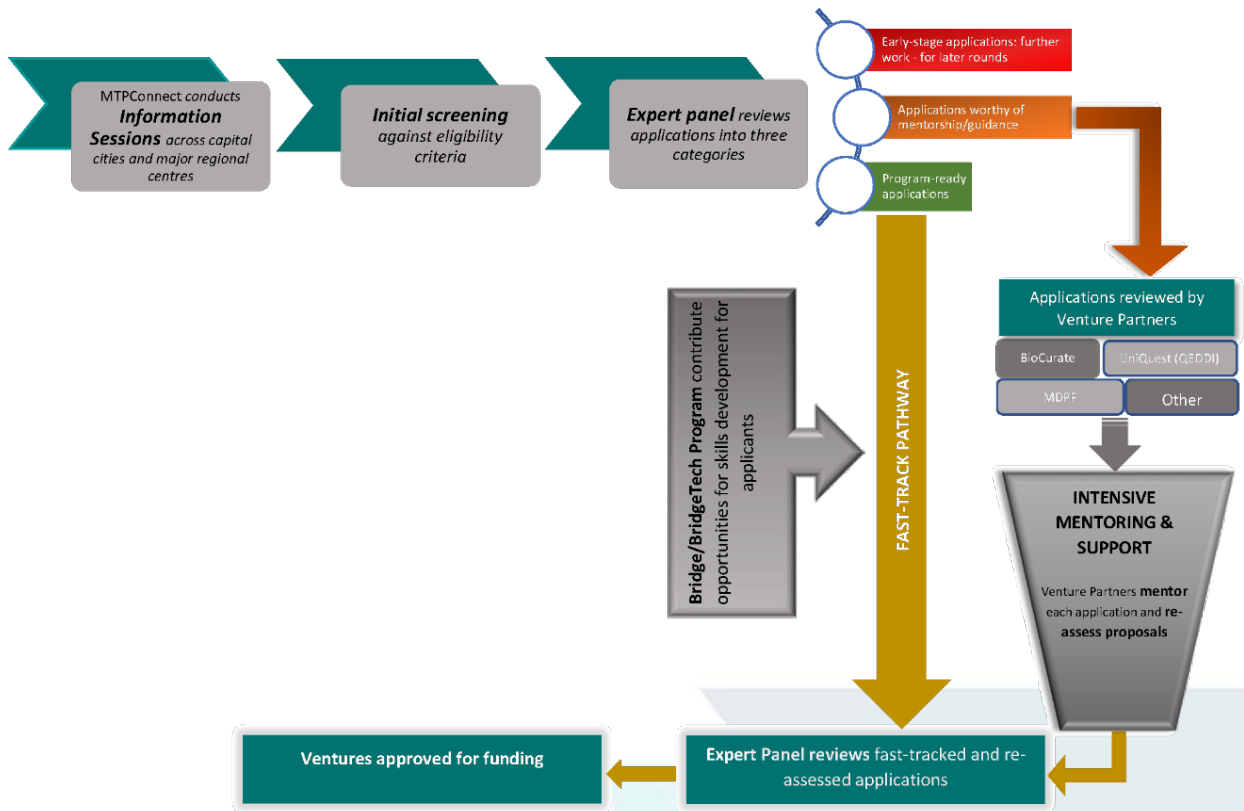 MTPConnect conducts
Information
Sessions across capital
cities and major regional
centres
Initial screening
against eligibility
criteria
Expert panel reviews
applications into three
categories
Early-stage applications: further
work - for later rounds
Applications worthy of
mentorship/guidance
Program-ready
applications
Applications reviewed by
Venture Partners
BioCurate
UniQuest (QEDDI)
MDPF
Other
Bridge/BridgeTech Program contribute
opportunities for skills development for
applicants
FAST-TRACK PATHWAY
INTENSIVE
MENTORING &
SUPPORT
Venture Partners mentor
each application and re-
assess proposals
Ventures approved for funding
Expert Panel reviews fast-tracked and re-
assessed applications